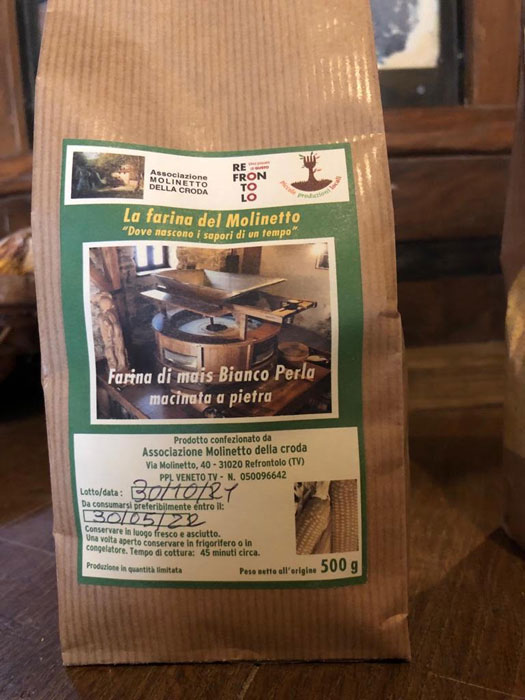 Associazione
MOLINETTO
DELLA CRODA
RE
FRON
TO
LO
La farina del Molinetto
"Dove nascono i sapori di un tempo"
Farina di mais Bianco Perla
macinata a pietra
Prodotto confezionato da
Associazione Molinetto della croda
Via Molinetto, 40 - 31020 Refrontolo (TV)
PPL VENETO TV - N. 050096642
Lotto/data : 30/10/21
Da consumarsi preferibilmente entro il:
30/05/22
Conservare in luogo fresco e asciutto.
Una volta aperto conservare in frigorifero o in
congelatore. Tempo di cottura: 45 minuti circa.
Produzione in quantità limitata
Peso netto all'origine 500 g